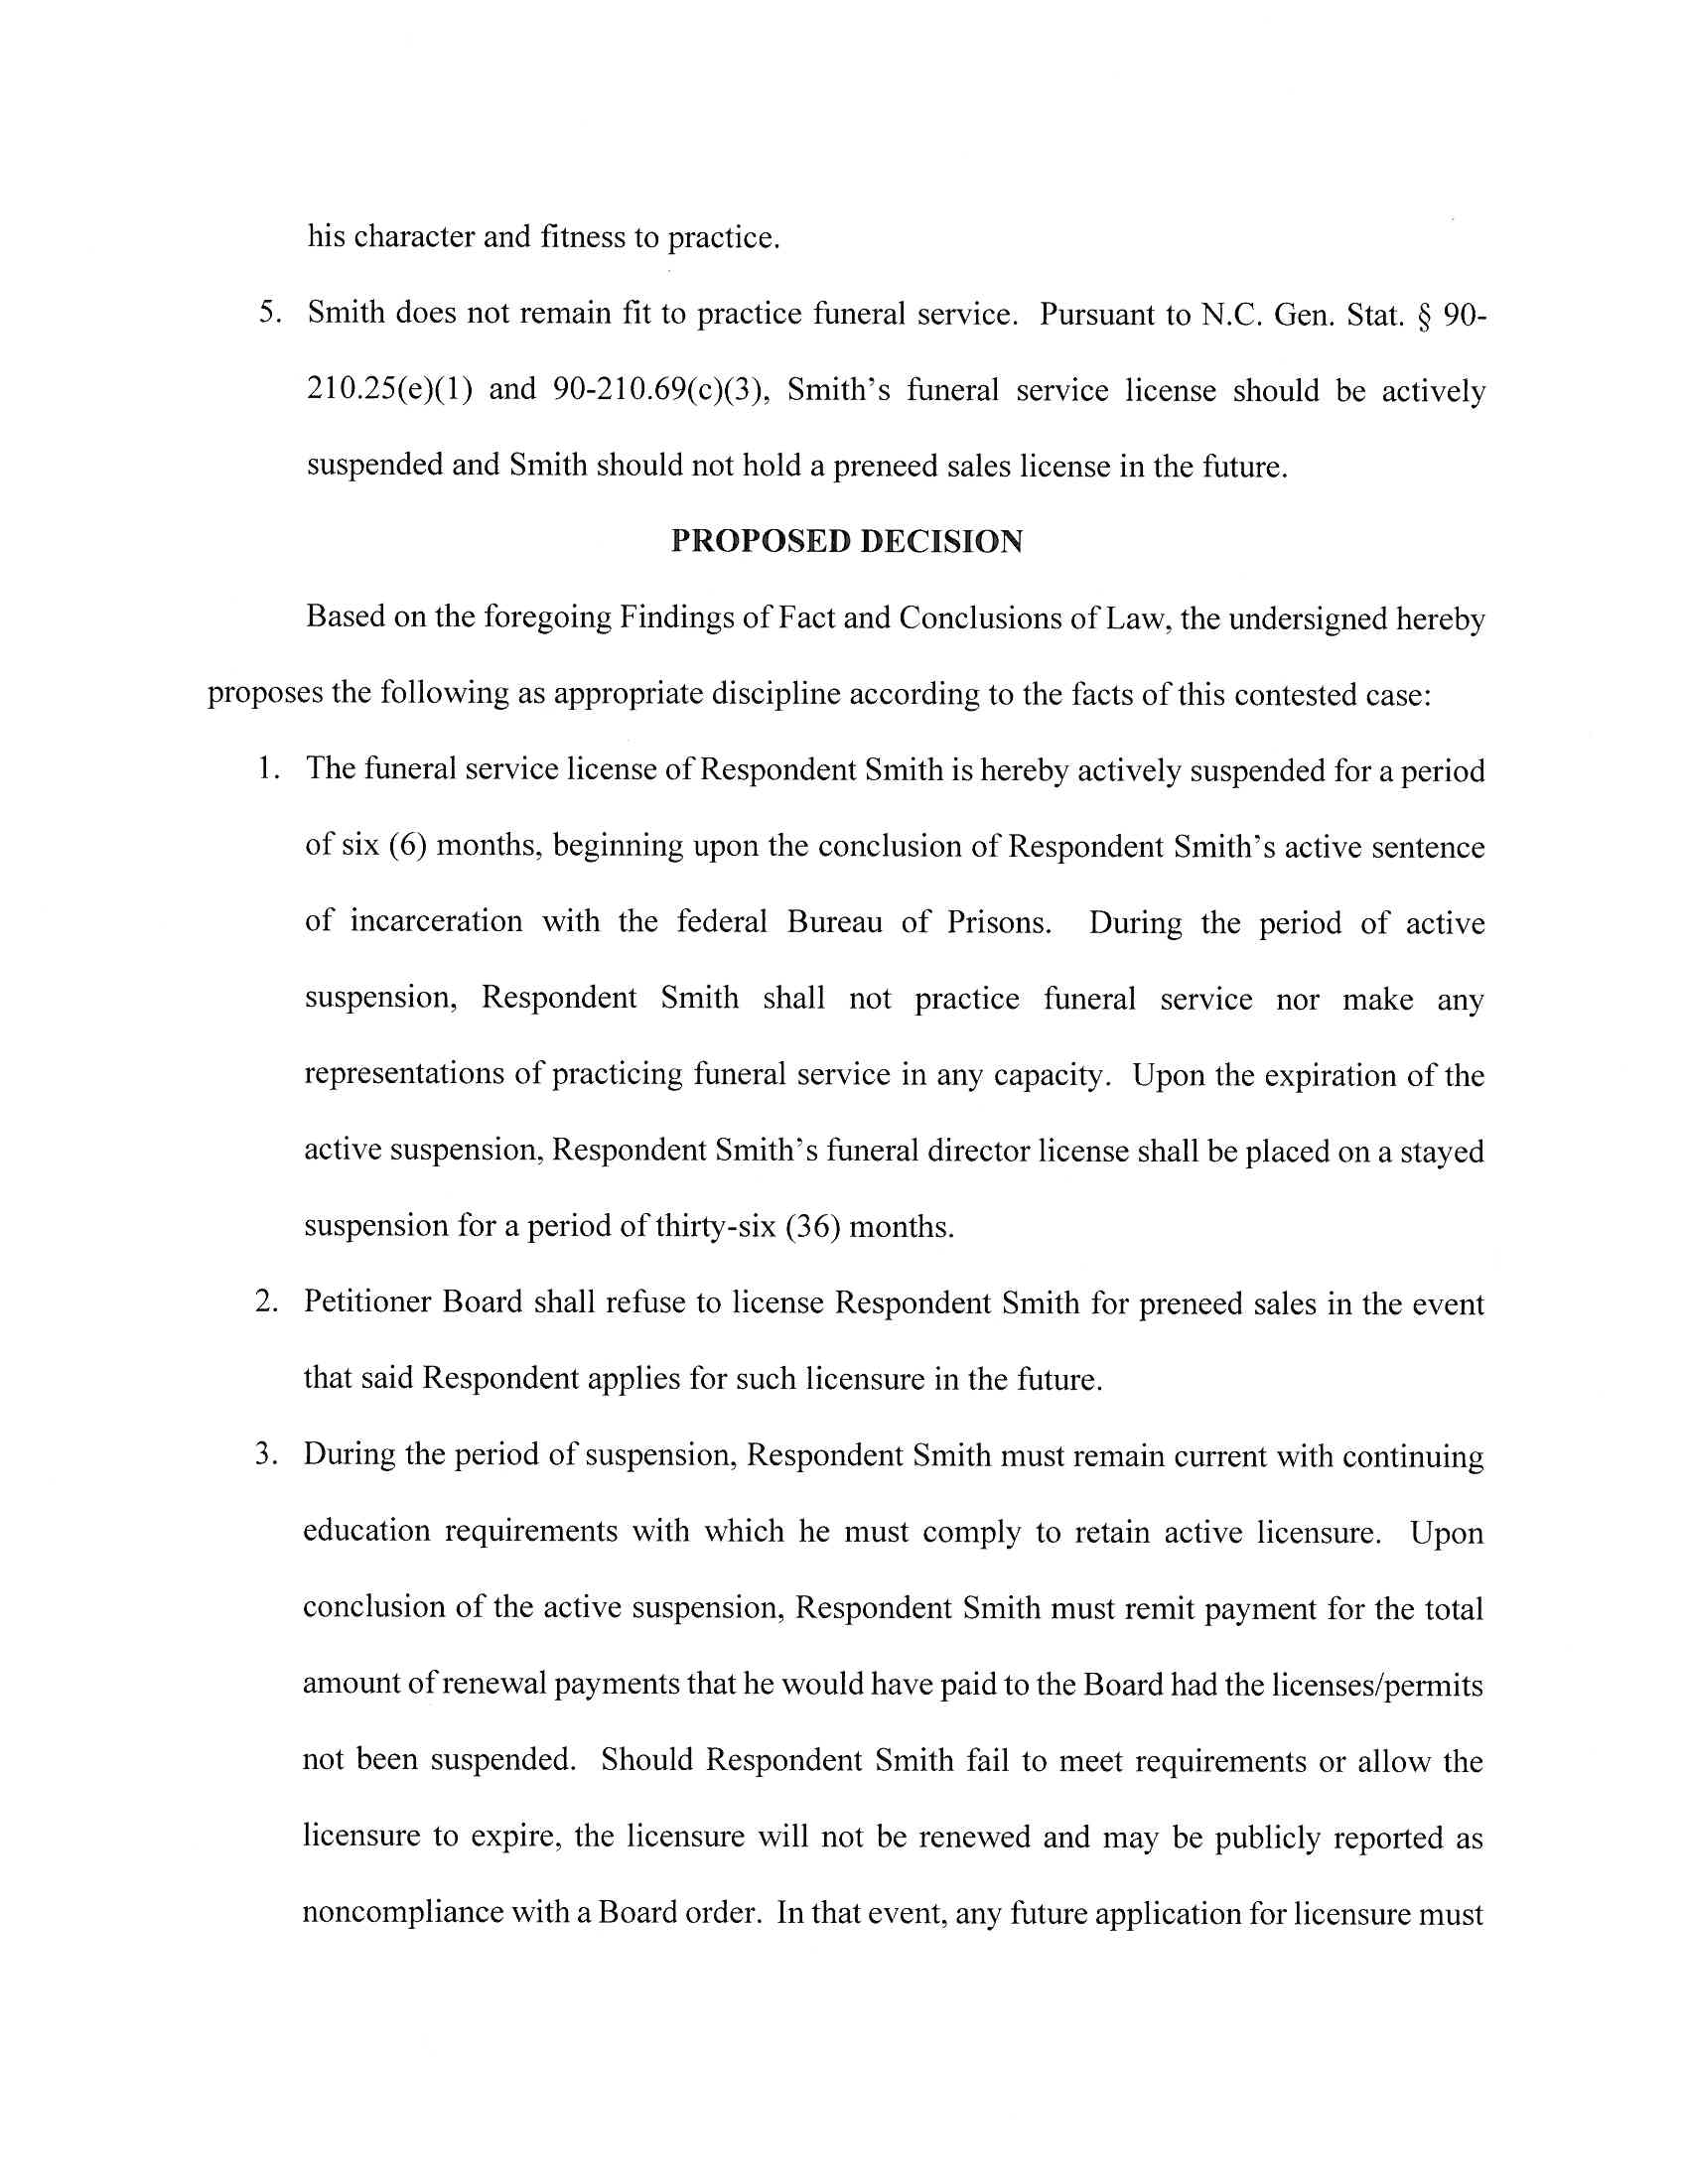 his character and fitness to practice.
5. Smith does not remain fit to practice funeral service. Pursuant to N.C. Gen. Stat. § 90-
210.25(e)(1) and 90-210.69(c)(3), Smith's funeral service license should be actively
suspended and Smith should not hold a preneed sales license in the future.
PROPOSED DECISION
Based on the foregoing Findings of Fact and Conclusions of Law, the undersigned hereby
proposes the following as appropriate discipline according to the facts of this contested case:
1. The funeral service license of Respondent Smith is hereby actively suspended for a period
of six (6) months, beginning upon the conclusion of Respondent Smith's active sentence
of incarceration with the federal Bureau of Prisons. During the period of active
suspension, Respondent Smith shall not practice funeral service nor make any
representations of practicing funeral service in any capacity. Upon the expiration of the
active suspension, Respondent Smith's funeral director license shall be placed on a stayed
suspension for a period of thirty-six (36) months.
2. Petitioner Board shall refuse to license Respondent Smith for preneed sales in the event
that said Respondent applies for such licensure in the future.
3. During the period of suspension, Respondent Smith must remain current with continuing
education requirements with which he must comply to retain active licensure. Upon
conclusion of the active suspension, Respondent Smith must remit payment for the total
amount of renewal payments that he would have paid to the Board had the licenses/permits
not been suspended. Should Respondent Smith fail to meet requirements or allow the
licensure to expire, the licensure will not be renewed and may be publicly reported as
noncompliance with a Board order. In that event, any future application for licensure must